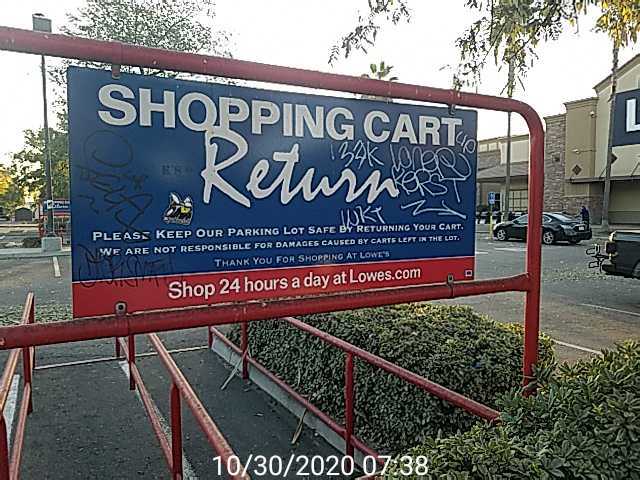 SHOPPING CART
Return
PLEASE KEEP OUR PARKING LOT SAFE BY RETURNING YOUR CART.
WE ARE NOT RESPONSIBLE FOR DAMAGES CAUSED BY CARTS LEFT IN THE LOT.
THANK YOU FOR SHOPPING AT LOWE'S
Shop 24 hours a day at Lowes.com
10/30/2020 07:38